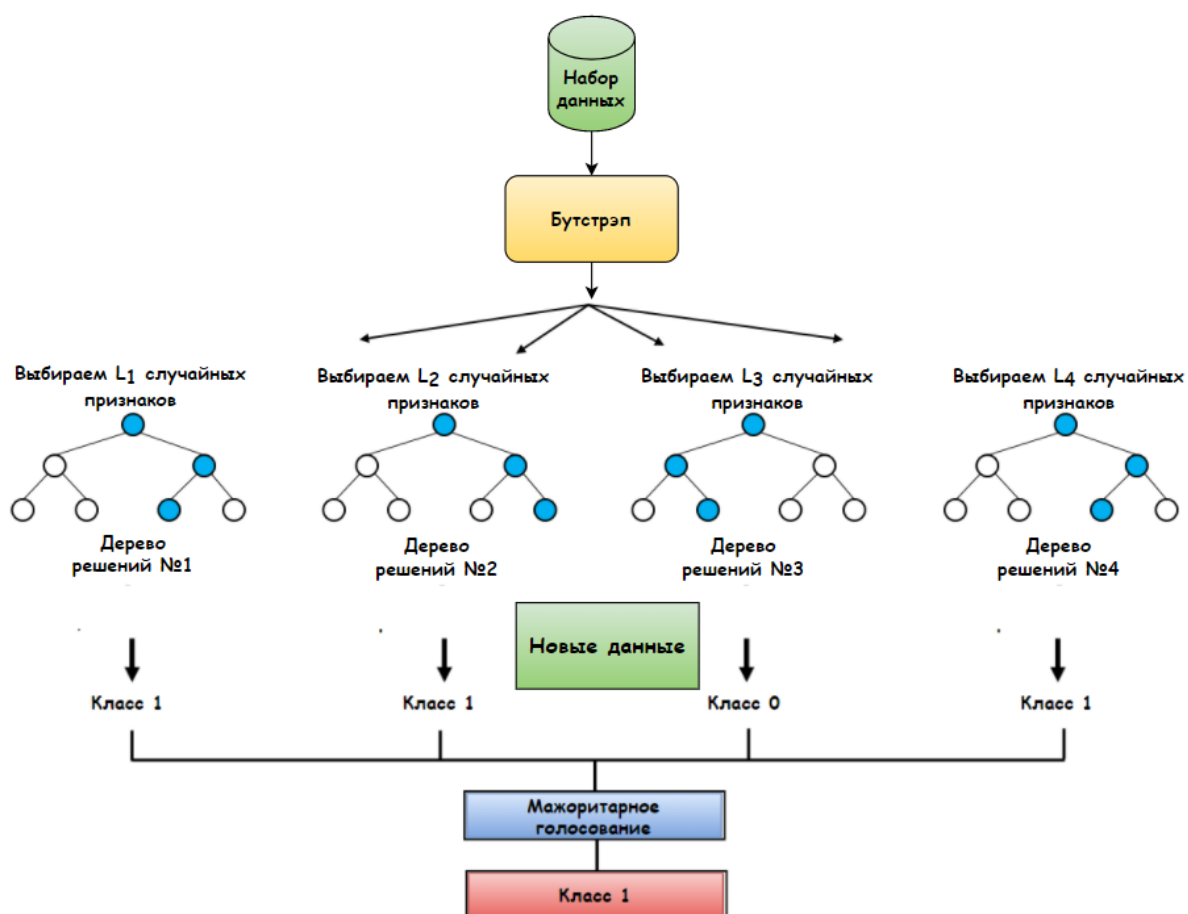 Набор
данных
Бутстрэп
Выбираем L1 случайных
признаков
Выбираем L2 случайных
признаков
Выбираем L3 случайных
признаков
Выбираем L4 случайных
признаков
Дерево
решений №1
Дерево
решений №2
Дерево
решений №3
Дерево
решений №4
Новые данные
Класс 1
Класс 1
Класс 0
Класс 1
Мажоритарное
голосование
Класс 1